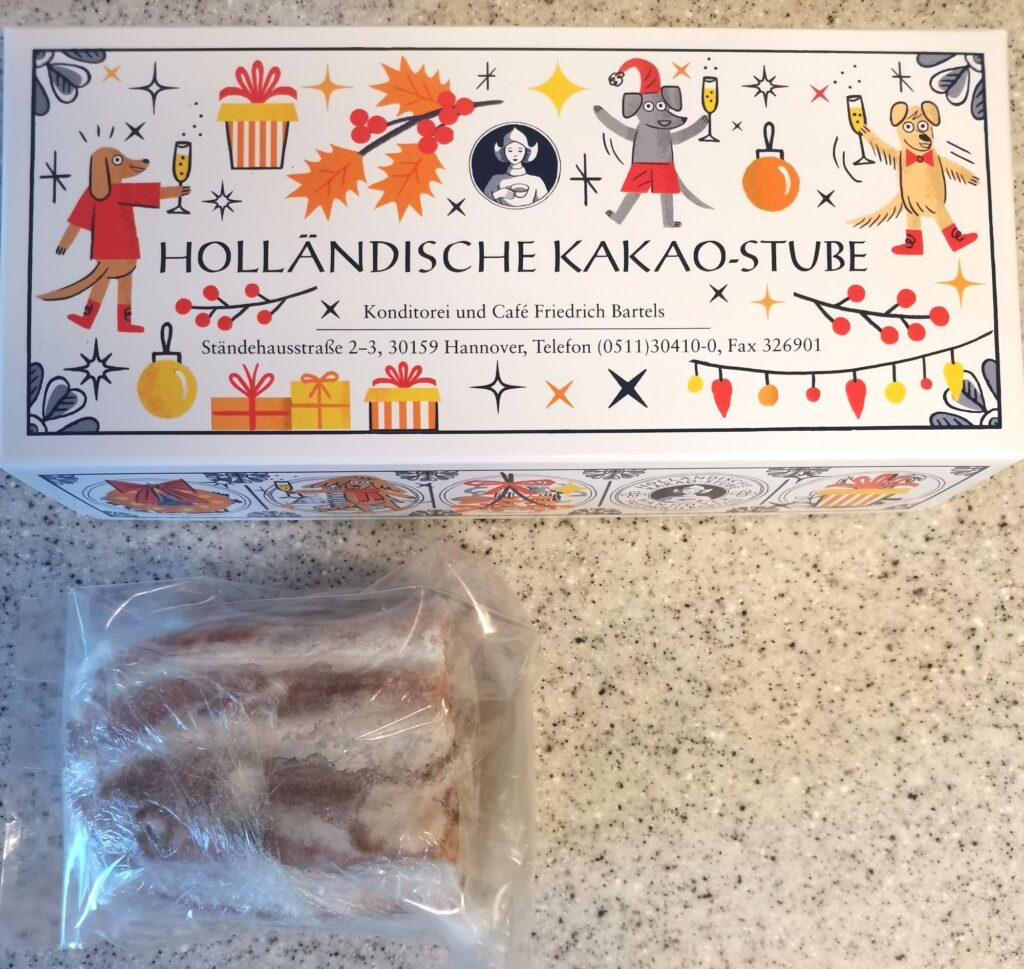 HOLLÄNDISCHE KAKAO-STUBE
Konditorei und Café Friedrich Bartels
Ständehausstraße 2–3, 30159 Hannover, Telefon (0511)30410-0, Fax 326901